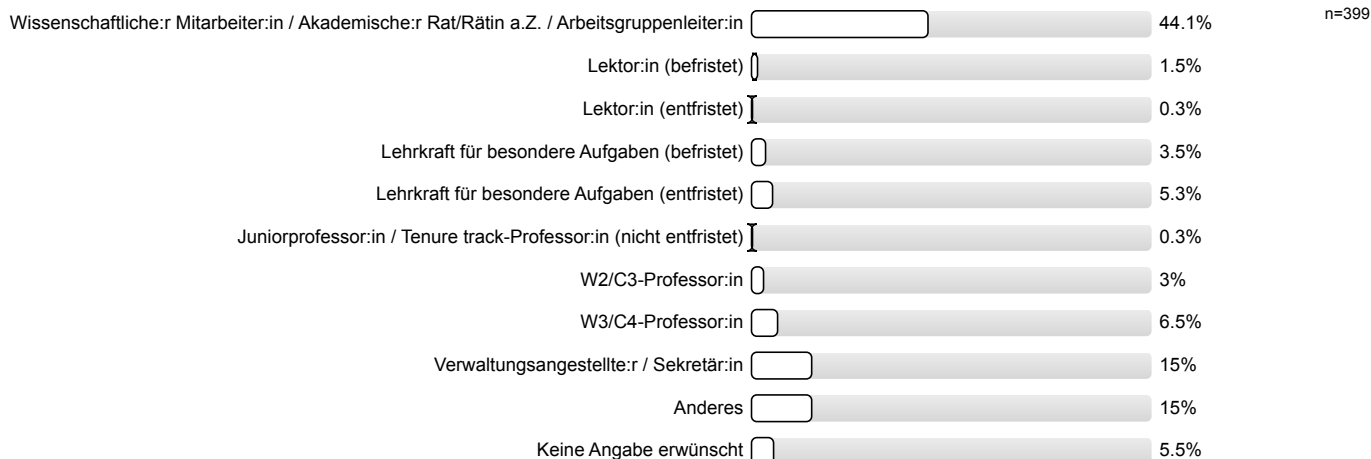 Wissenschaftliche:r Mitarbeiter:in / Akademische:r Rat/Rätin a.Z. / Arbeitsgruppenleiter:in 44.1% n=399
Lektor:in (befristet) 1.5%
Lektor:in (entfristet) 0.3%
Lehrkraft für besondere Aufgaben (befristet) 3.5%
Lehrkraft für besondere Aufgaben (entfristet) 5.3%
Juniorprofessor:in / Tenure track-Professor:in (nicht entfristet) 0.3%
W2/C3-Professor:in 3%
W3/C4-Professor:in 6.5%
Verwaltungsangestellte:r / Sekretär:in 15%
Anderes 15%
Keine Angabe erwünscht 5.5%